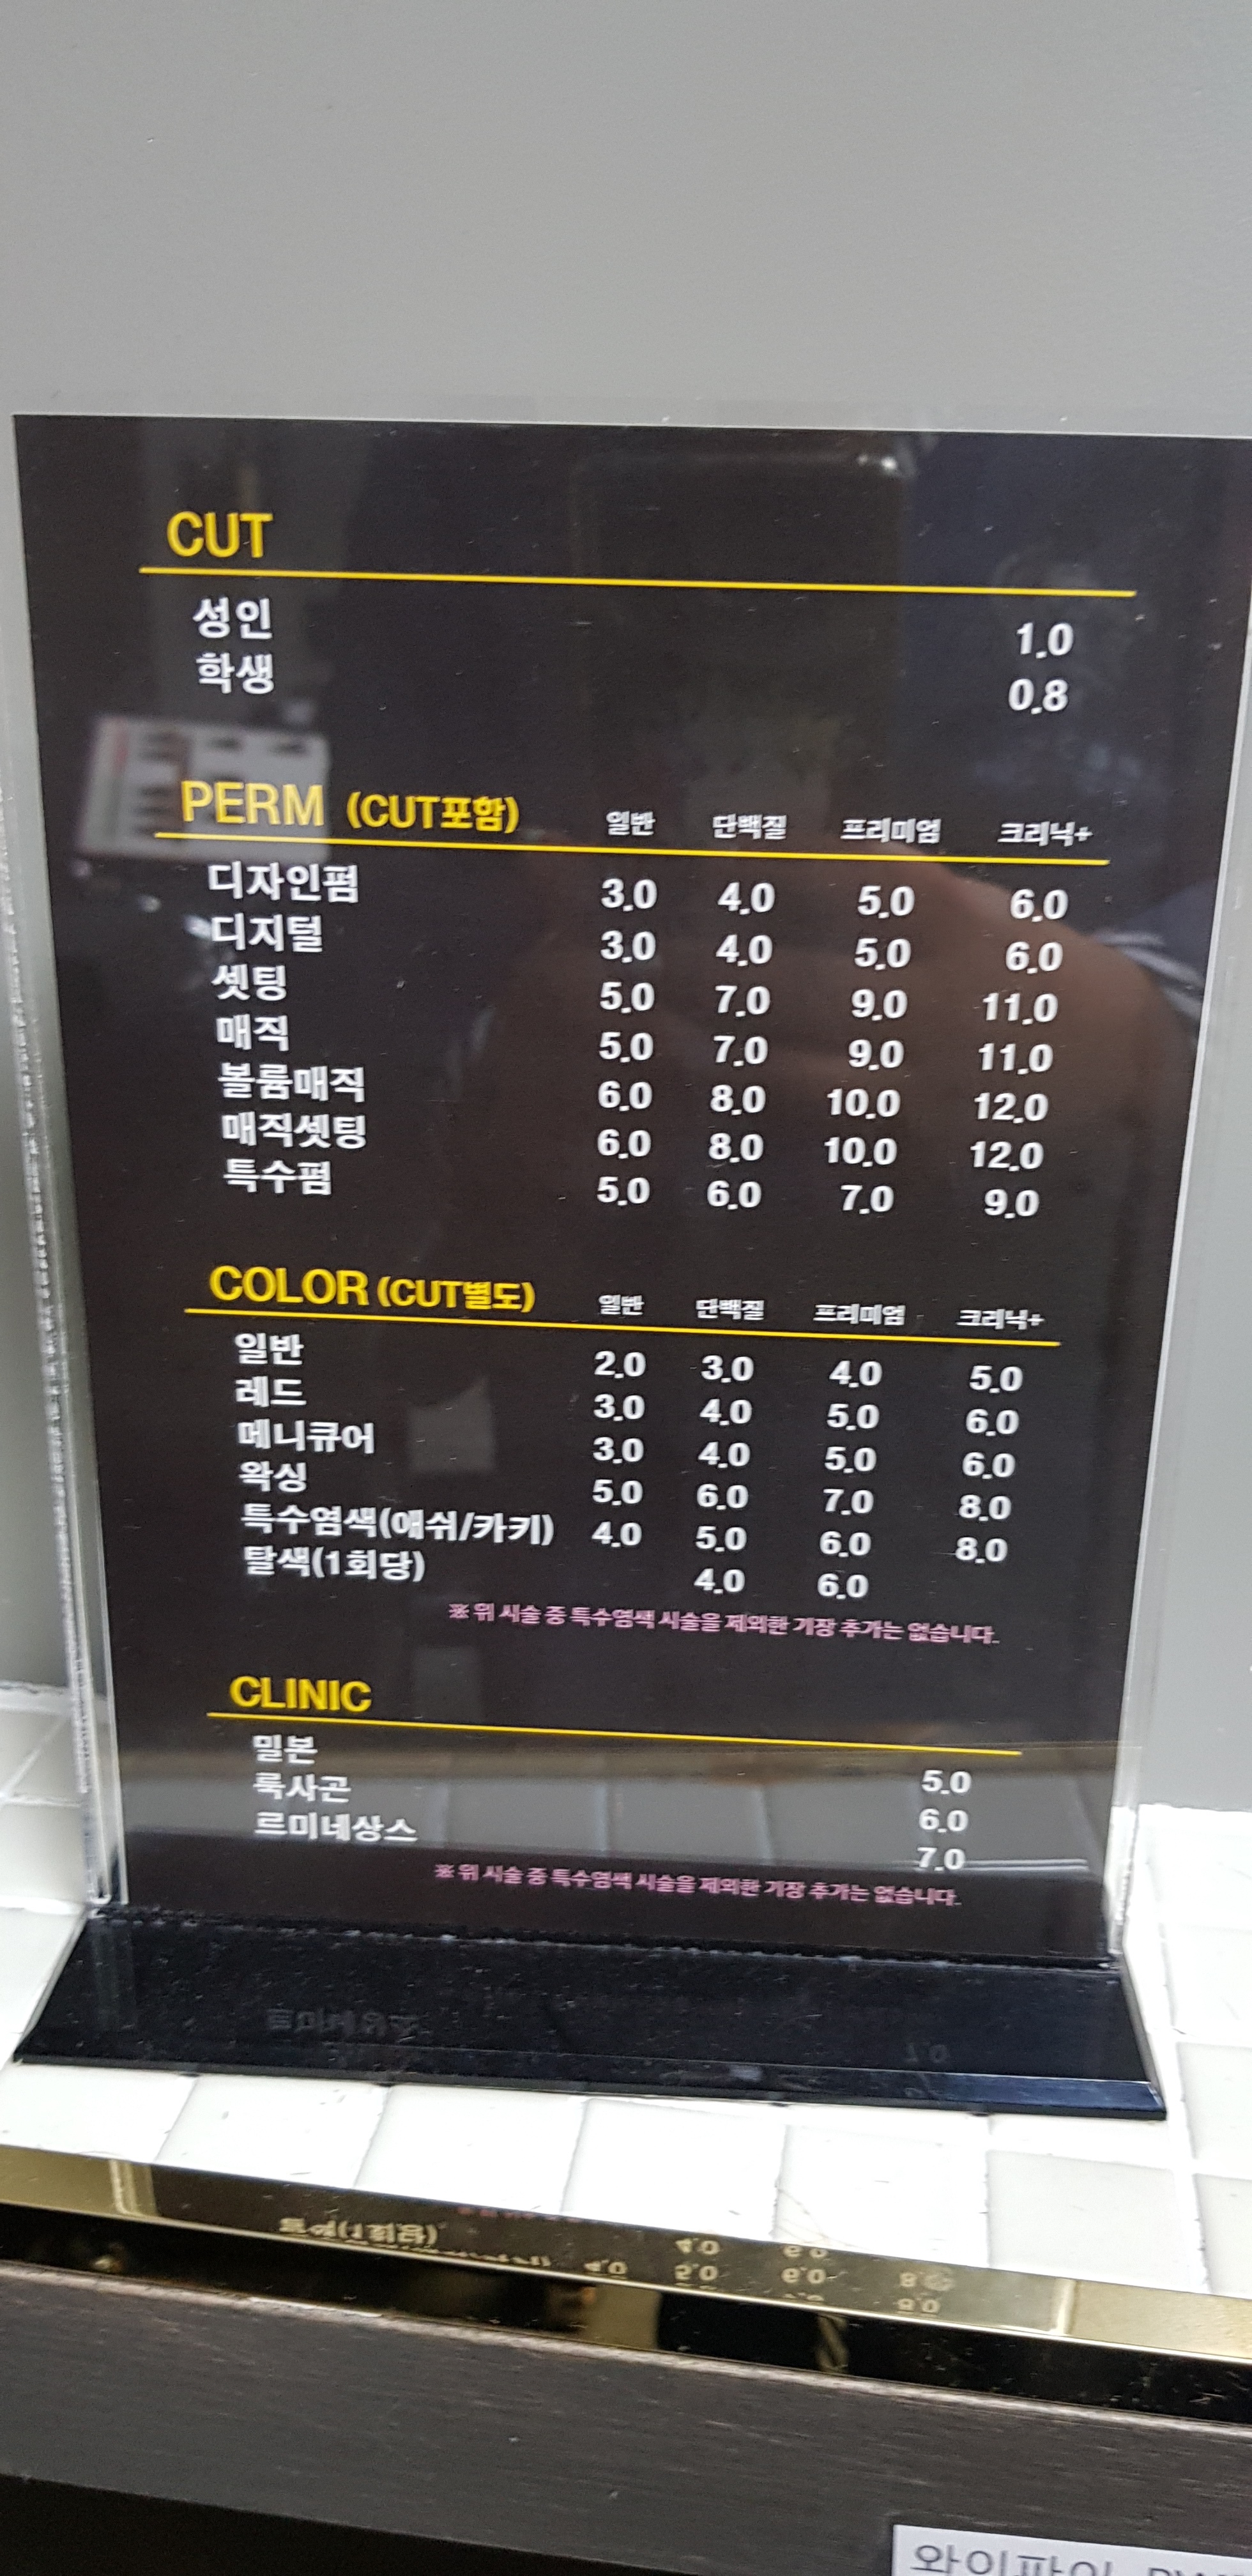 CUT
성인 1.0
학생 0.8
PERM (CUT포함) 일반 단백질 프리미엄 크리닉+
디자인펌 3.0 4.0 5.0 6.0
디지털 3.0 4.0 5.0 6.0
셋팅 5.0 7.0 9.0 11.0
매직 5.0 7.0 9.0 11.0
볼륨매직 6.0 8.0 10.0 12.0
매직셋팅 6.0 8.0 10.0 12.0
특수펌 5.0 6.0 7.0 9.0
COLOR (CUT별도) 일반 단백질 프리미엄 크리닉+
일반 2.0 3.0 4.0 5.0
레드 3.0 4.0 5.0 6.0
메니큐어 3.0 4.0 5.0 6.0
왁싱 5.0 6.0 7.0 8.0
특수염색(애쉬/카키) 4.0 5.0 6.0 8.0
탈색(1회당) 4.0 6.0
※ 위 시술 중 특수염색 시술을 제외한 기장 추가는 없습니다.
CLINIC
밀본 5.0
룩사곤 6.0
르미네상스 7.0
※ 위 시술 중 특수염색 시술을 제외한 기장 추가는 없습니다.
와이파이